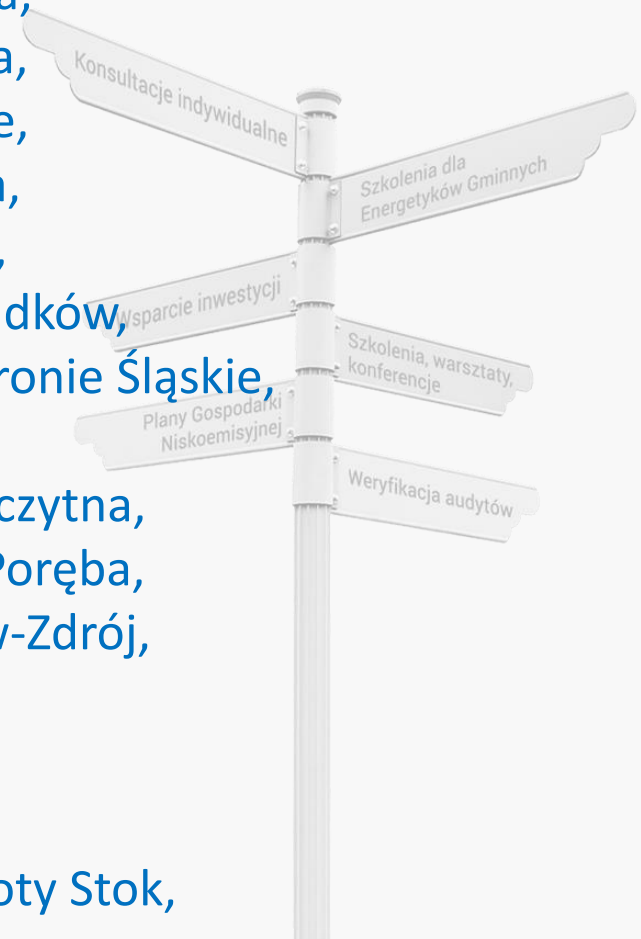 a,
a,
e,
,
,
dków,
ronie Śląskie,
czytna,
Poręba,
w-Zdrój,
oty Stok,
Konsultacje indywidualne
Szkolenia dla
Energetyków Gminnych
Wsparcie inwestycji
Szkolenia, warsztaty,
konferencje
Plany Gospodarki
Niskoemisyjnej
Weryfikacja audytów